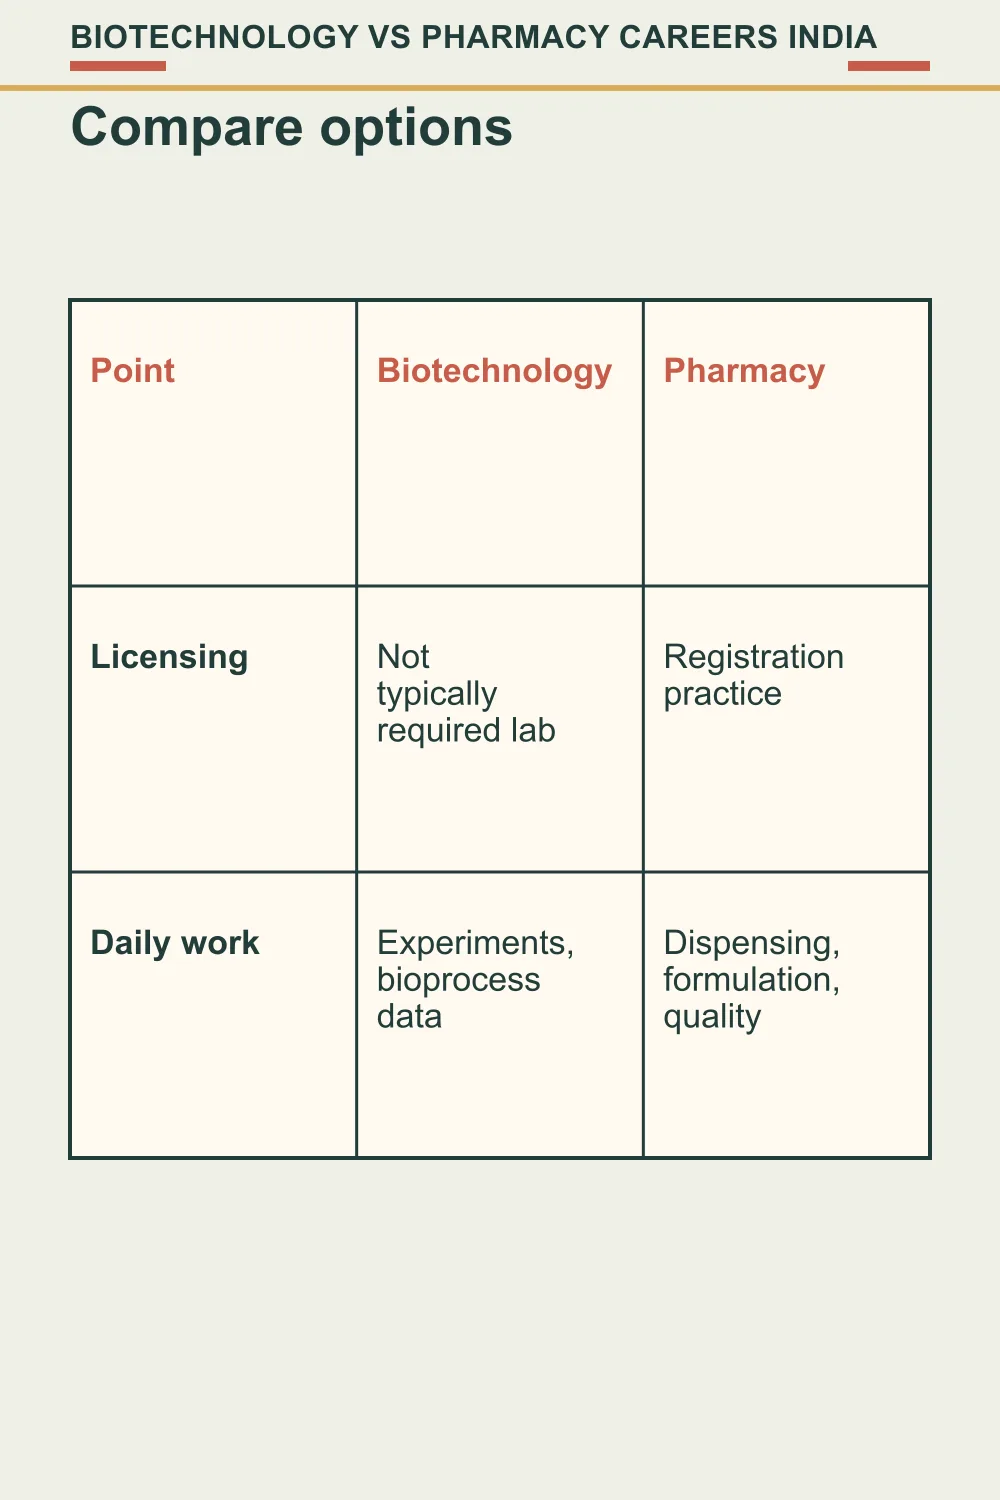 BIOTECHNOLOGY VS PHARMACY CAREERS INDIA
Compare options
Point
Biotechnology
Pharmacy
Licensing
Not
typically
required lab
Registration
practice
Daily work
Experiments,
bioprocess
data
Dispensing,
formulation,
quality